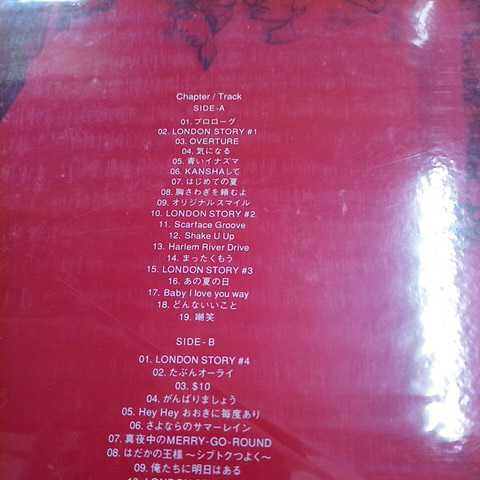 Chapter / Track
SIDE-A
01. プロローグ
02. LONDON STORY #1
03. OVERTURE
04. 気になる
05. 青いイナズマ
06. KANSHAして
07. はじめての夏
08. 胸さわぎを頼むよ
09. オリジナル スマイル
10. LONDON STORY #2
11. Scarface Groove
12. Shake U Up
13. Harlem River Drive
14. まったくもう
15. LONDON STORY #3
16. あの夏の日
17. Baby I love you way
18. どんないいこと
19. 嘲笑
SIDE-B
01. LONDON STORY #4
02. たぶんオーライ
03. $10
04. がんばりましょう
05. Hey Hey おおきに毎度あり
06. さよならのサマーレイン
07. 真夜中のMERRY-GO-ROUND
08. はだかの王様 〜シブトクつよく〜
09. 俺たちに明日はある